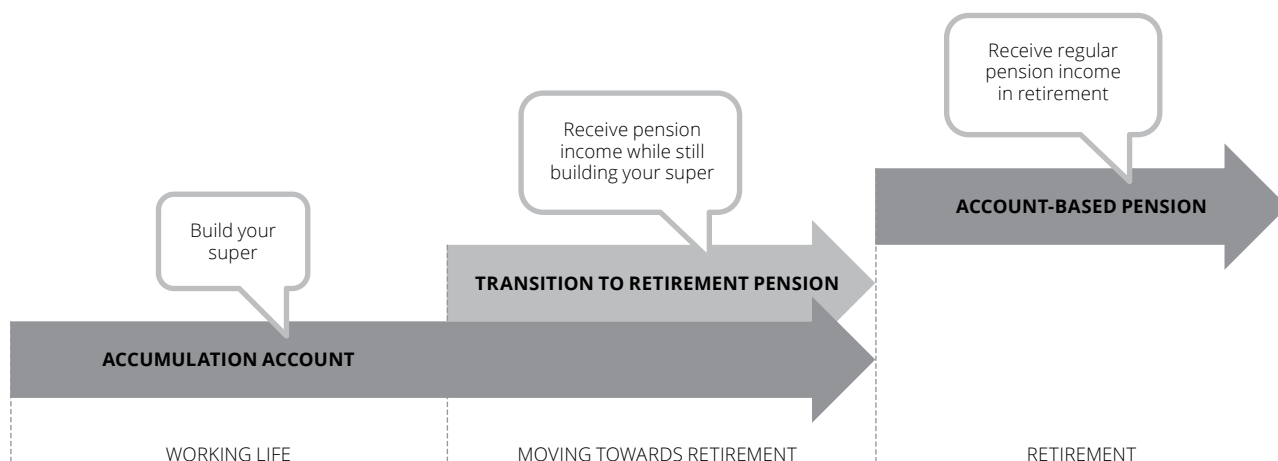 Receive regular
pension income
in retirement
Receive pension
income while still
building your super
Build your
super
ACCOUNT-BASED PENSION
TRANSITION TO RETIREMENT PENSION
ACCUMULATION ACCOUNT
WORKING LIFE
MOVING TOWARDS RETIREMENT
RETIREMENT